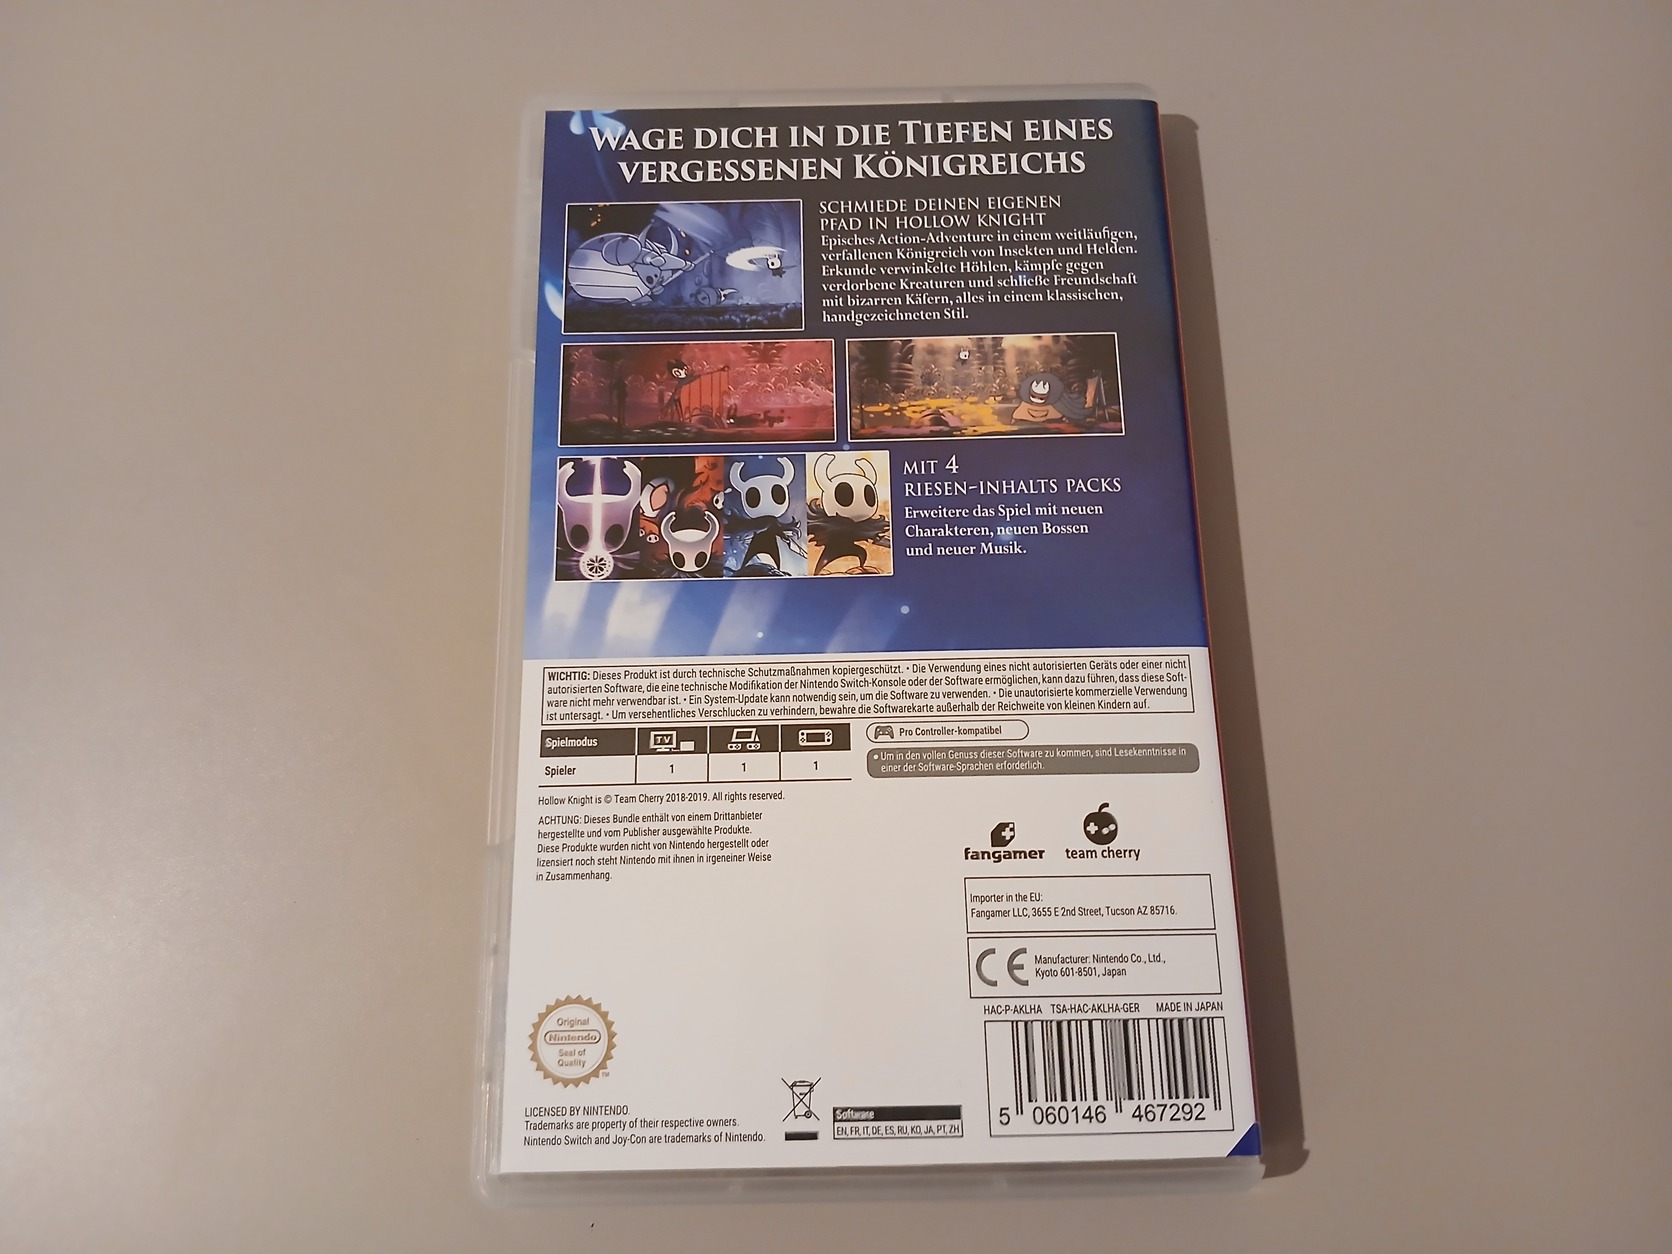 WAGE DICH IN DIE TIEFEN EINES
VERGESSENEN KÖNIGREICHS
SCHMIEDE DEINEN EIGENEN
PFAD IN HOLLOW KNIGHT
Episches Action-Adventure in einem weitläufigen,
verfallenen Königreich von Insekten und Helden.
Erkunde verwinkelte Höhlen, kämpfe gegen
verdorbene Kreaturen und schließe Freundschaft
mit bizarren Käfern, alles in einem klassischen,
handgezeichneten Stil.
MIT 4
RIESEN-INHALTS PACKS
Erweitere das Spiel mit neuen
Charakteren, neuen Bossen
und neuer Musik.
WICHTIG: Dieses Produkt ist durch technische Schutzmaßnahmen kopiergeschützt. • Die Verwendung eines nicht autorisierten Geräts oder einer nicht
autorisierten Software, die eine technische Modifikation der Nintendo Switch-Konsole oder der Software ermöglichen, kann dazu führen, dass diese Soft-
ware nicht mehr verwendbar ist. • Ein System-Update kann notwendig sein, um die Software zu verwenden. • Die unautorisierte kommerzielle Verwendung
ist untersagt. • Um versehentliches Verschlucken zu verhindern, bewahre die Softwarekarte außerhalb der Reichweite von kleinen Kindern auf.
Spielmodus TV
Spieler 1 1 1
Pro Controller-kompatibel
• Um in den vollen Genuss dieser Software zu kommen, sind Lesekenntnisse in
einer der Software-Sprachen erforderlich.
Hollow Knight is © Team Cherry 2018-2019. All rights reserved.
ACHTUNG: Dieses Bundle enthält von einem Drittanbieter
hergestellte und vom Publisher ausgewählte Produkte.
Diese Produkte wurden nicht von Nintendo hergestellt oder
lizensiert noch steht Nintendo mit ihnen in irgeneiner Weise
in Zusammenhang.
fangamer team cherry
Importer in the EU:
Fangamer LLC, 3655 E 2nd Street, Tucson AZ 85716.
CE
Manufacturer: Nintendo Co., Ltd.,
Kyoto 601-8501, Japan
HAC-P-AKLHA TSA-HAC-AKLHA-GER MADE IN JAPAN
5 060146 467292
Original
Nintendo
Seal of
Quality
TM
LICENSED BY NINTENDO.
Trademarks are property of their respective owners.
Nintendo Switch and Joy-Con are trademarks of Nintendo.
Software
EN, FR, IT, DE, ES, RU, KO, JA, PT, ZH